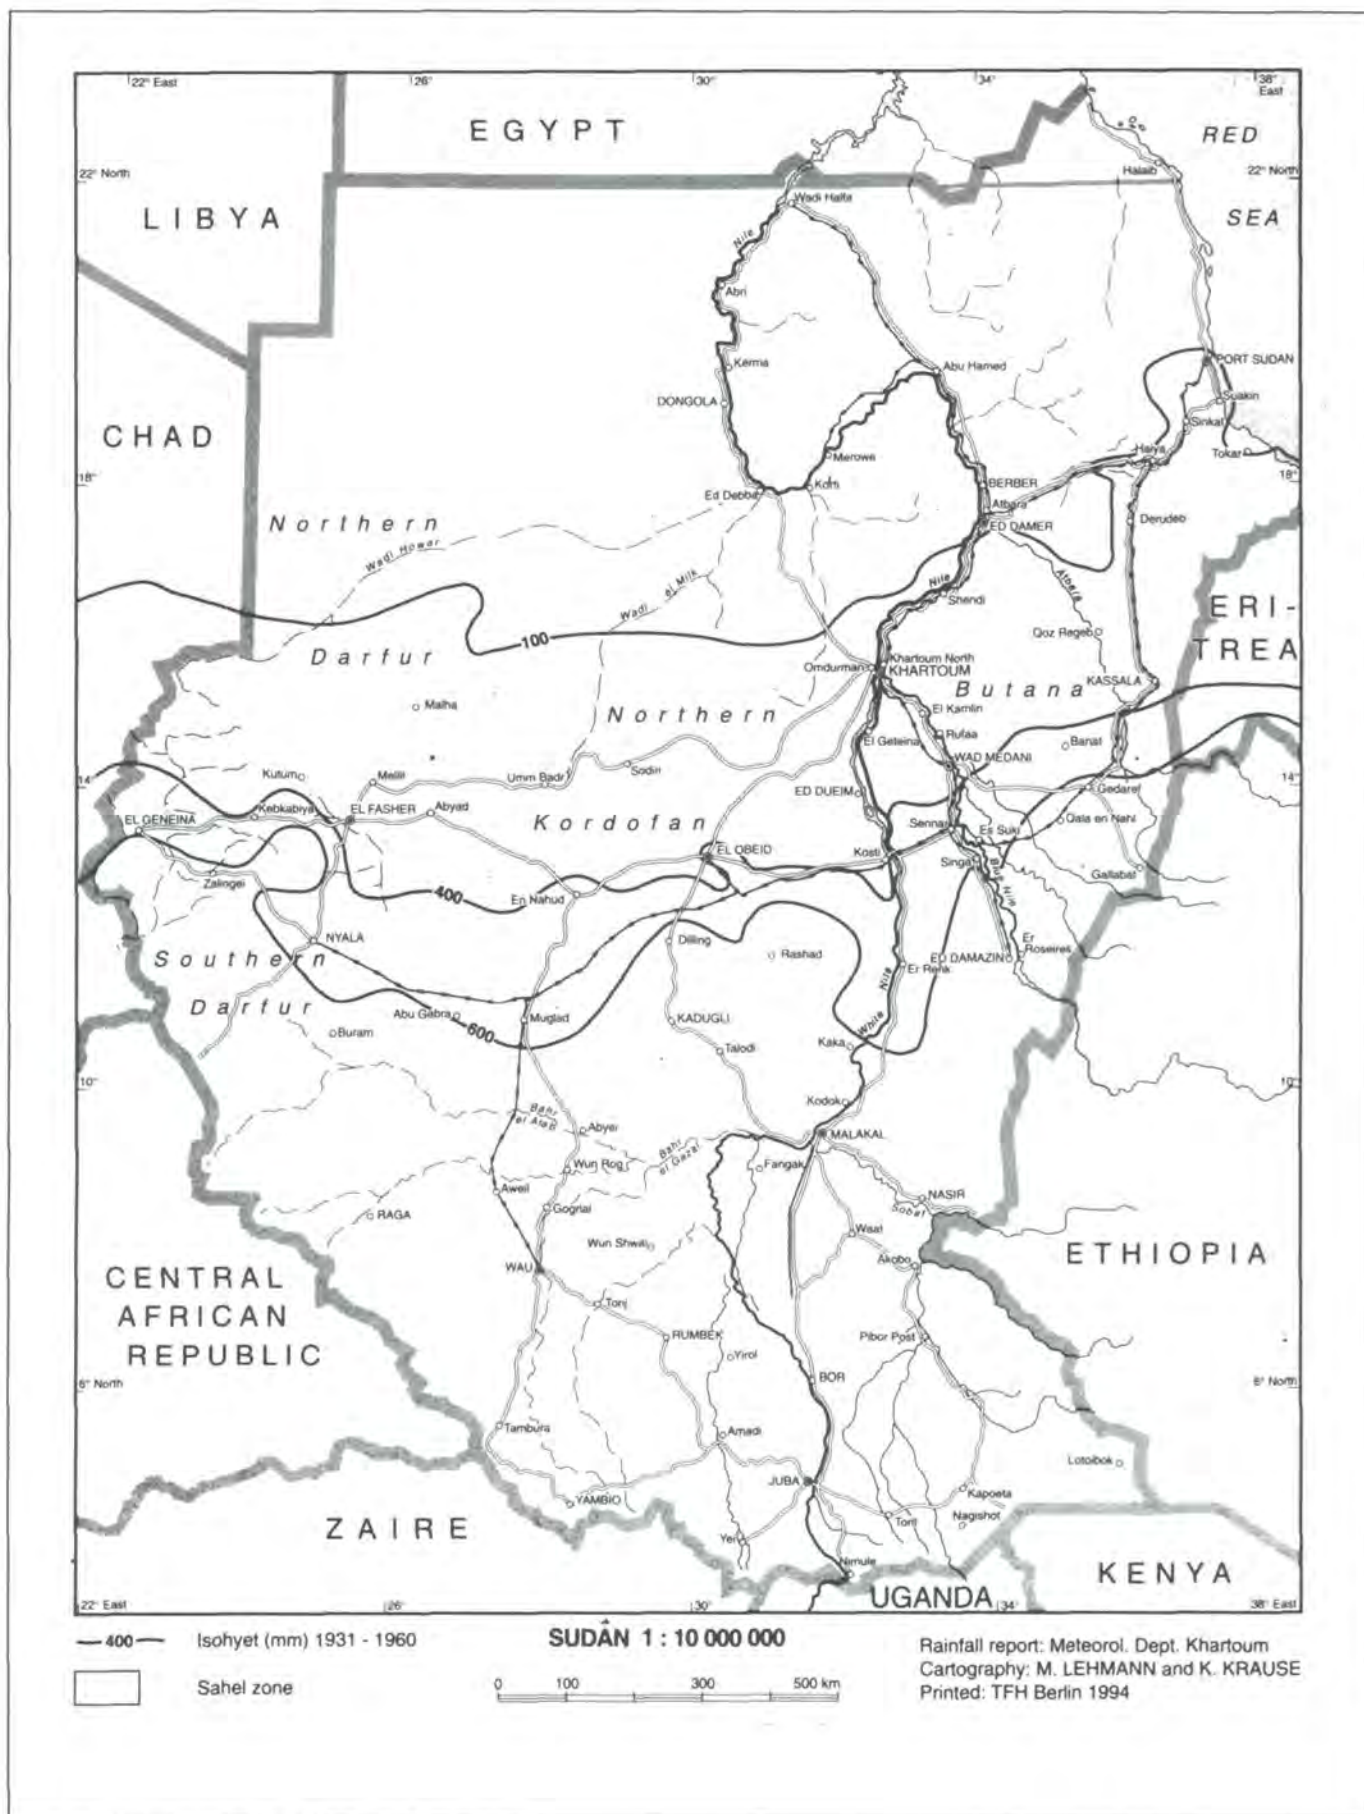 22° East
26°
30°
34°
38°
East
EGYPT
RED
SEA
22° North
22° North
Halaib
LIBYA
Wadi Halfa
Nile
Abri
Kerma
Abu Hamed
PORT SUDAN
DONGOLA
Suakin
CHAD
Sinkat
Merowe
Haiya
Tokar
18°
18°
Ed Debba
Korti
BERBER
Atbara
ED DAMER
Derudeb
Northern
Darfur
Wadi Howar
Wadi el Milk
Nile
Atbara
Shendi
ERI-
TREA
100
Qoz Rageb
Khartoum North
Omdurman
KHARTOUM
Butana
KASSALA
Malha
Northern
Kordofan
El Kamlin
El Geteina
Rufaa
Banat
WAD MEDANI
14°
14°
Kutum
Mellit
Umm Badr
Sodiri
ED DUEIM
Gedaref
Kebkabiya
EL FASHER
Abyad
EL GENEINA
Sennar
Es Suki
Qala en Nahl
EL OBEID
Kosti
Singa
Blue Nile
Gallabat
Zalingei
400
En Nahud
NYALA
Dilling
Rashad
Er
Roseires
ED DAMAZIN
Er Renk
Southern
Darfur
Abu Gabra
Buram
600
Muglad
KADUGLI
White
Nile
Talodi
Kaka
10°
10°
Kodok
Bahr
el Arab
Abyei
Bahr
el Gazal
MALAKAL
Wun Rog
Fangak
Aweil
NASIR
Sobat
RAGA
Gogrial
Wun Shwai
Waat
WAU
Akobo
ETHIOPIA
CENTRAL
AFRICAN
REPUBLIC
Tonj
RUMBEK
Pibor Post
Yirol
6° North
6° North
BOR
Tambura
Amadi
Lotoibok
JUBA
Kapoeta
YAMBIO
Nagishot
Torit
ZAIRE
Yei
Nimule
KENYA
UGANDA
22° East
26°
30°
34°
38° East
400 Isohyet (mm) 1931 - 1960
Sahel zone
SUDÂN 1 : 10 000 000
0 100 300 500 km
Rainfall report: Meteorol. Dept. Khartoum
Cartography: M. LEHMANN and K. KRAUSE
Printed: TFH Berlin 1994